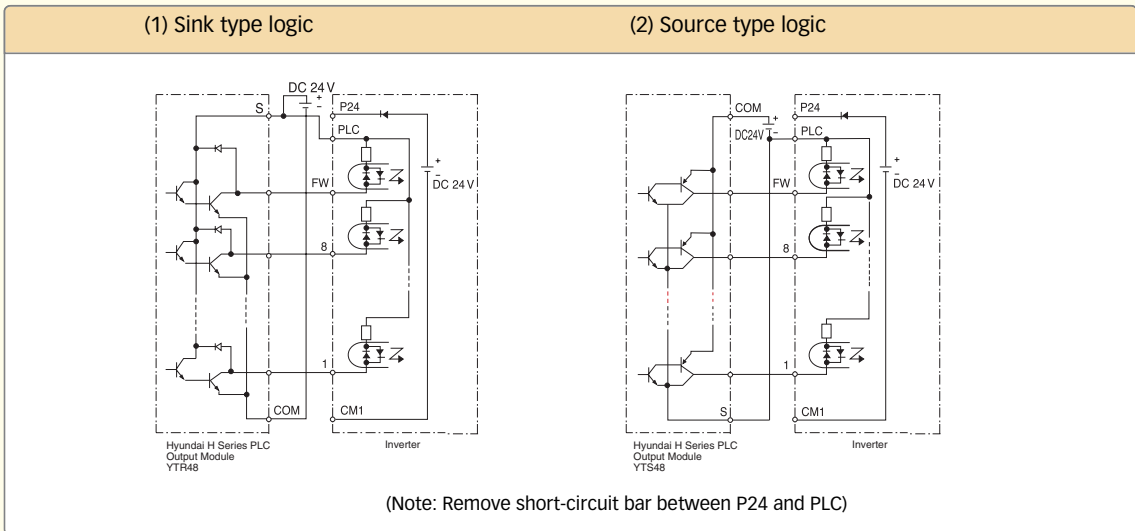 (1) Sink type logic
(2) Source type logic
DC 24 V
+
-
S
P24
PLC
FW
8
1
COM
CM1
+
-
DC 24 V
Hyundai H Series PLC
Output Module
YTR48
Inverter
COM
+
-
DC24V
P24
PLC
FW
8
1
S
CM1
+
-
DC 24 V
Hyundai H Series PLC
Output Module
YTS48
Inverter
(Note: Remove short-circuit bar between P24 and PLC)